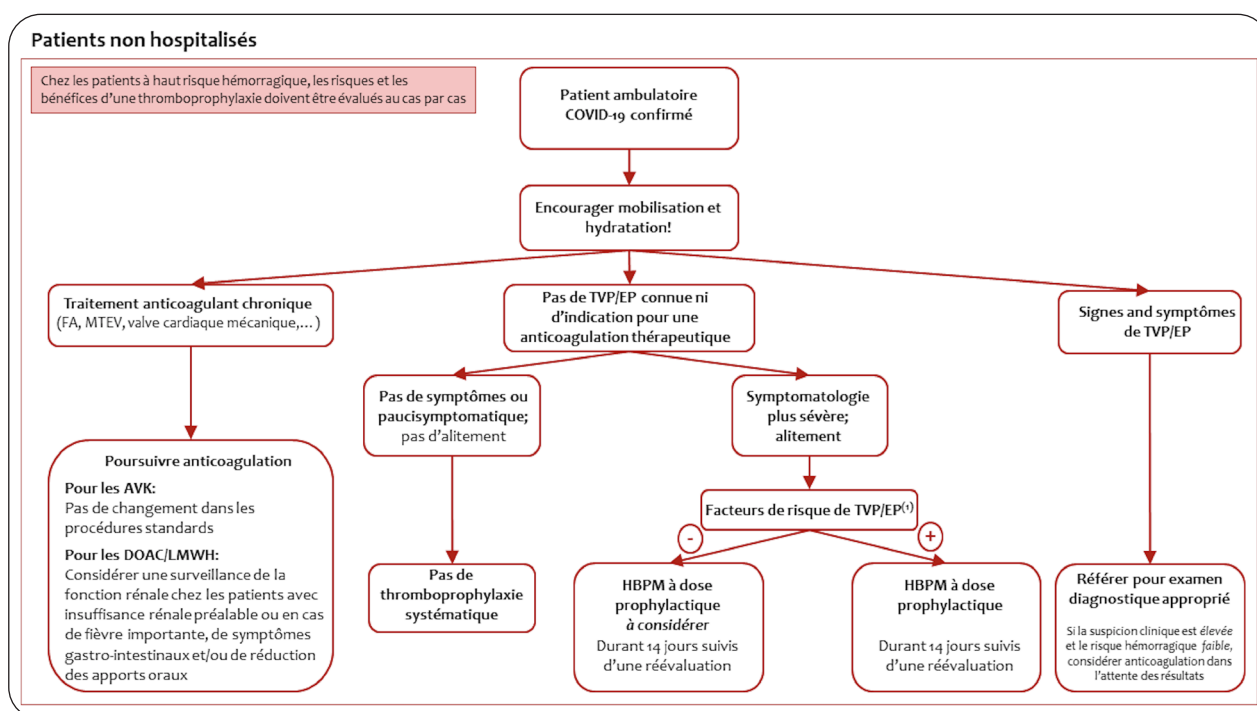 Patients non hospitalisés
Chez les patients à haut risque hémorragique, les risques et les
bénéfices d'une thromboprophylaxie doivent être évalués au cas par cas
Patient ambulatoire
COVID-19 confirmé
Encourager mobilisation et
hydratation!
Traitement anticoagulant chronique
(FA, MTEV, valve cardiaque mécanique,...)
Pas de TVP/EP connue ni
d'indication pour une
anticoagulation thérapeutique
Signes and symptômes
de TVP/EP
Pas de symptômes ou
paucisymptomatique;
pas d'alitement
Symptomatologie
plus sévère;
alitement
Poursuivre anticoagulation
Pour les AVK:
Pas de changement dans les
procédures standards
Pour les DOAC/LMWH:
Considérer une surveillance de la
fonction rénale chez les patients avec
insuffisance rénale préalable ou en cas
de fièvre importante, de symptômes
gastro-intestinaux et/ou de réduction
des apports oraux
Facteurs de risque de TVP/EP(1)
-
+
Pas de
thromboprophylaxie
systématique
HBPM à dose
prophylactique
à considérer
Durant 14 jours suivis
d'une réévaluation
HBPM à dose
prophylactique
Durant 14 jours suivis
d'une réévaluation
Référer pour examen
diagnostique approprié
Si la suspicion clinique est élevée
et le risque hémorragique faible,
considérer anticoagulation dans
l'attente des résultats